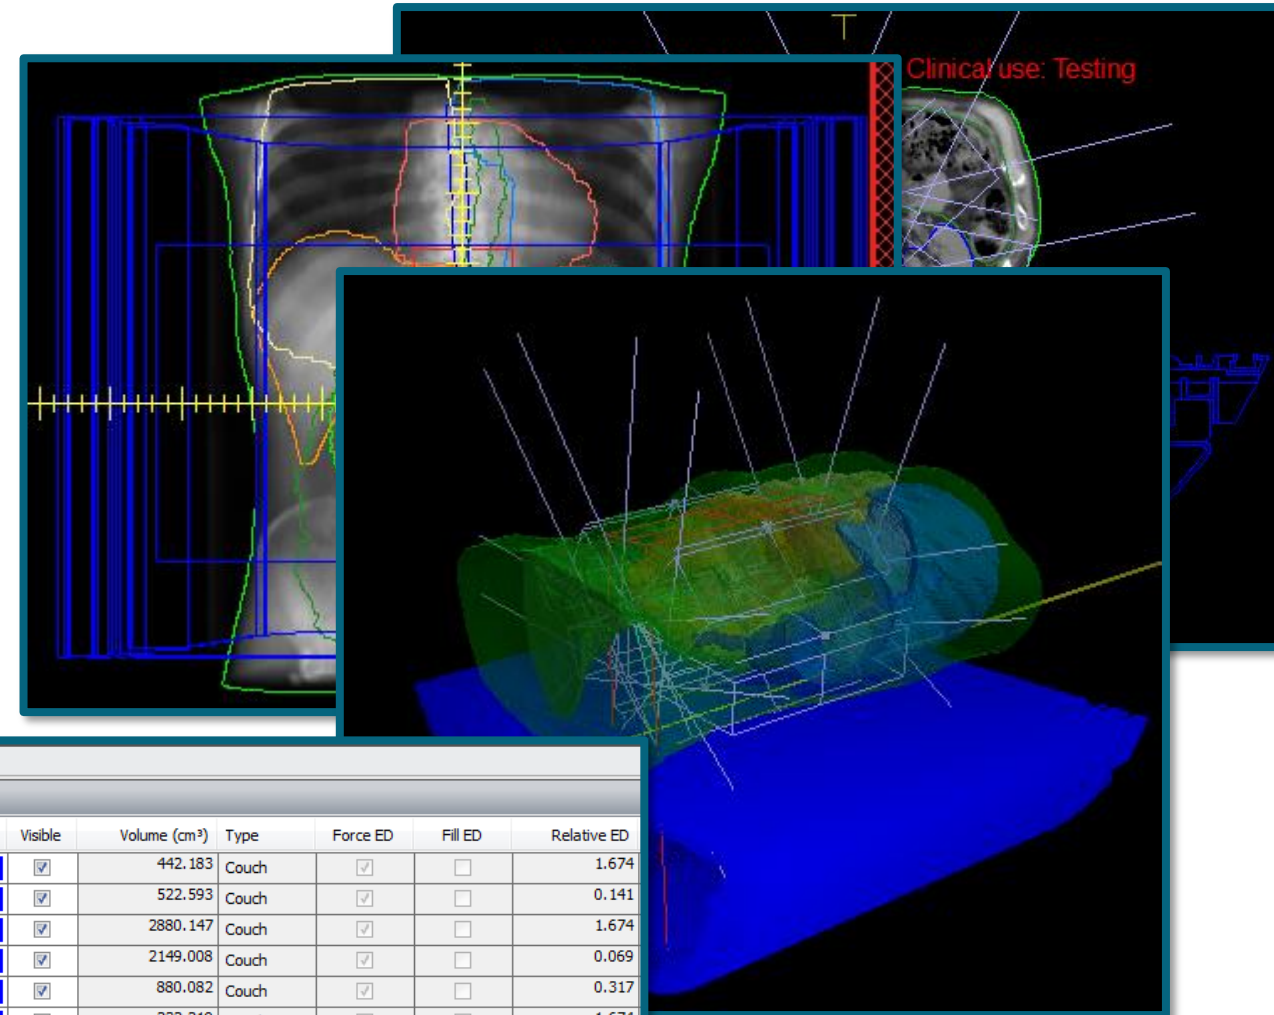 Clinical use: Testing
Visible Volume (cm³) Type Force ED Fill ED Relative ED
442.183 Couch 1.674
522.593 Couch 0.141
2880.147 Couch 1.674
2149.008 Couch 0.069
880.082 Couch 0.317